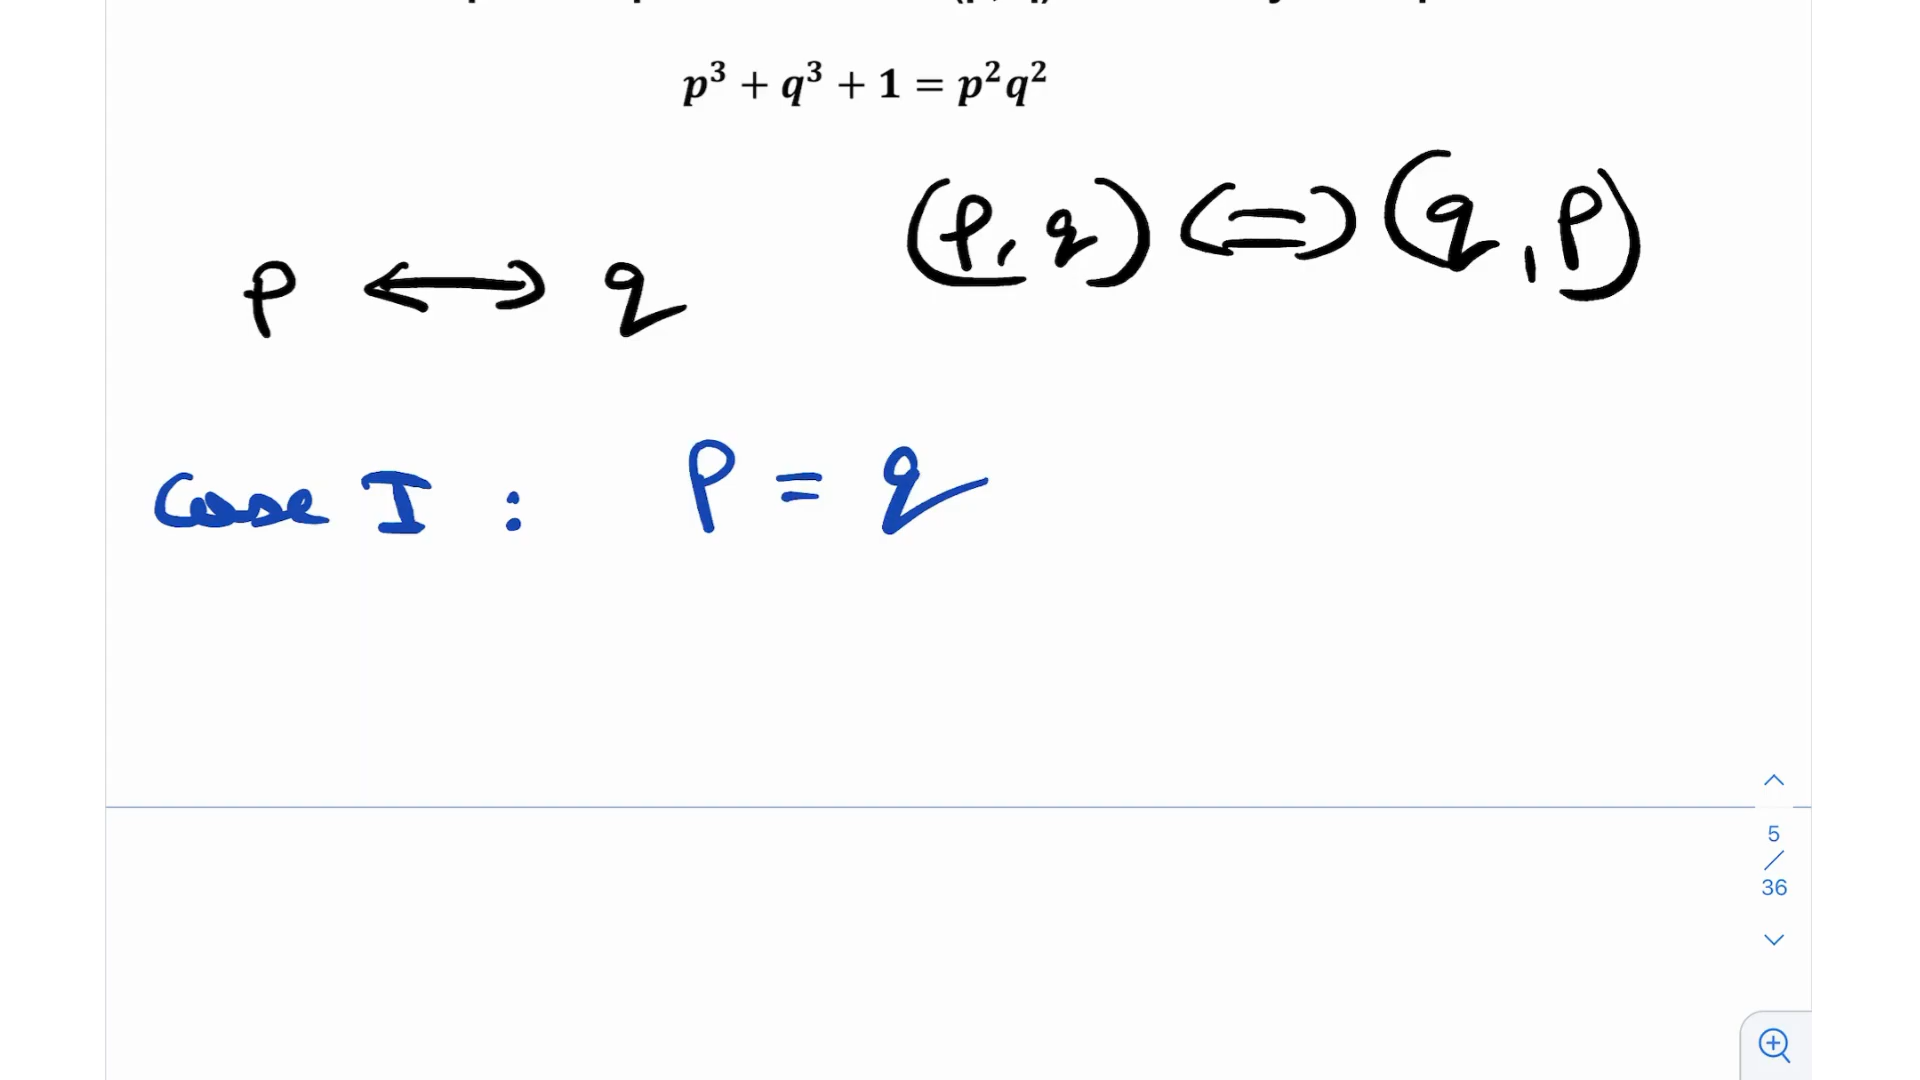 p³ + q³ + 1 = p²q²
(p, q) <=> (q, p)
p <-> q
Case I : p = q
5
/
36